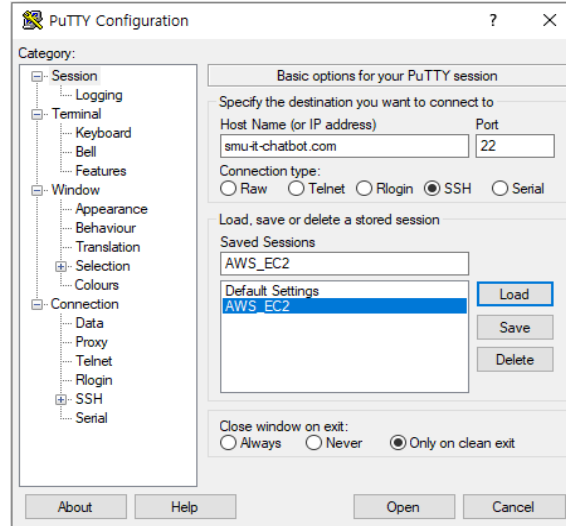 PuTTY Configuration
?
Category:
Session
Logging
Terminal
Keyboard
Bell
Features
Window
Appearance
Behaviour
Translation
Selection
Colours
Connection
Data
Proxy
Telnet
Rlogin
SSH
Serial
Basic options for your PuTTY session
Specify the destination you want to connect to
Host Name (or IP address) Port
smu-it-chatbot.com 22
Connection type:
Raw Telnet Rlogin SSH Serial
Load, save or delete a stored session
Saved Sessions
AWS_EC2
Default Settings
AWS_EC2
Load
Save
Delete
Close window on exit:
Always Never Only on clean exit
About Help Open Cancel